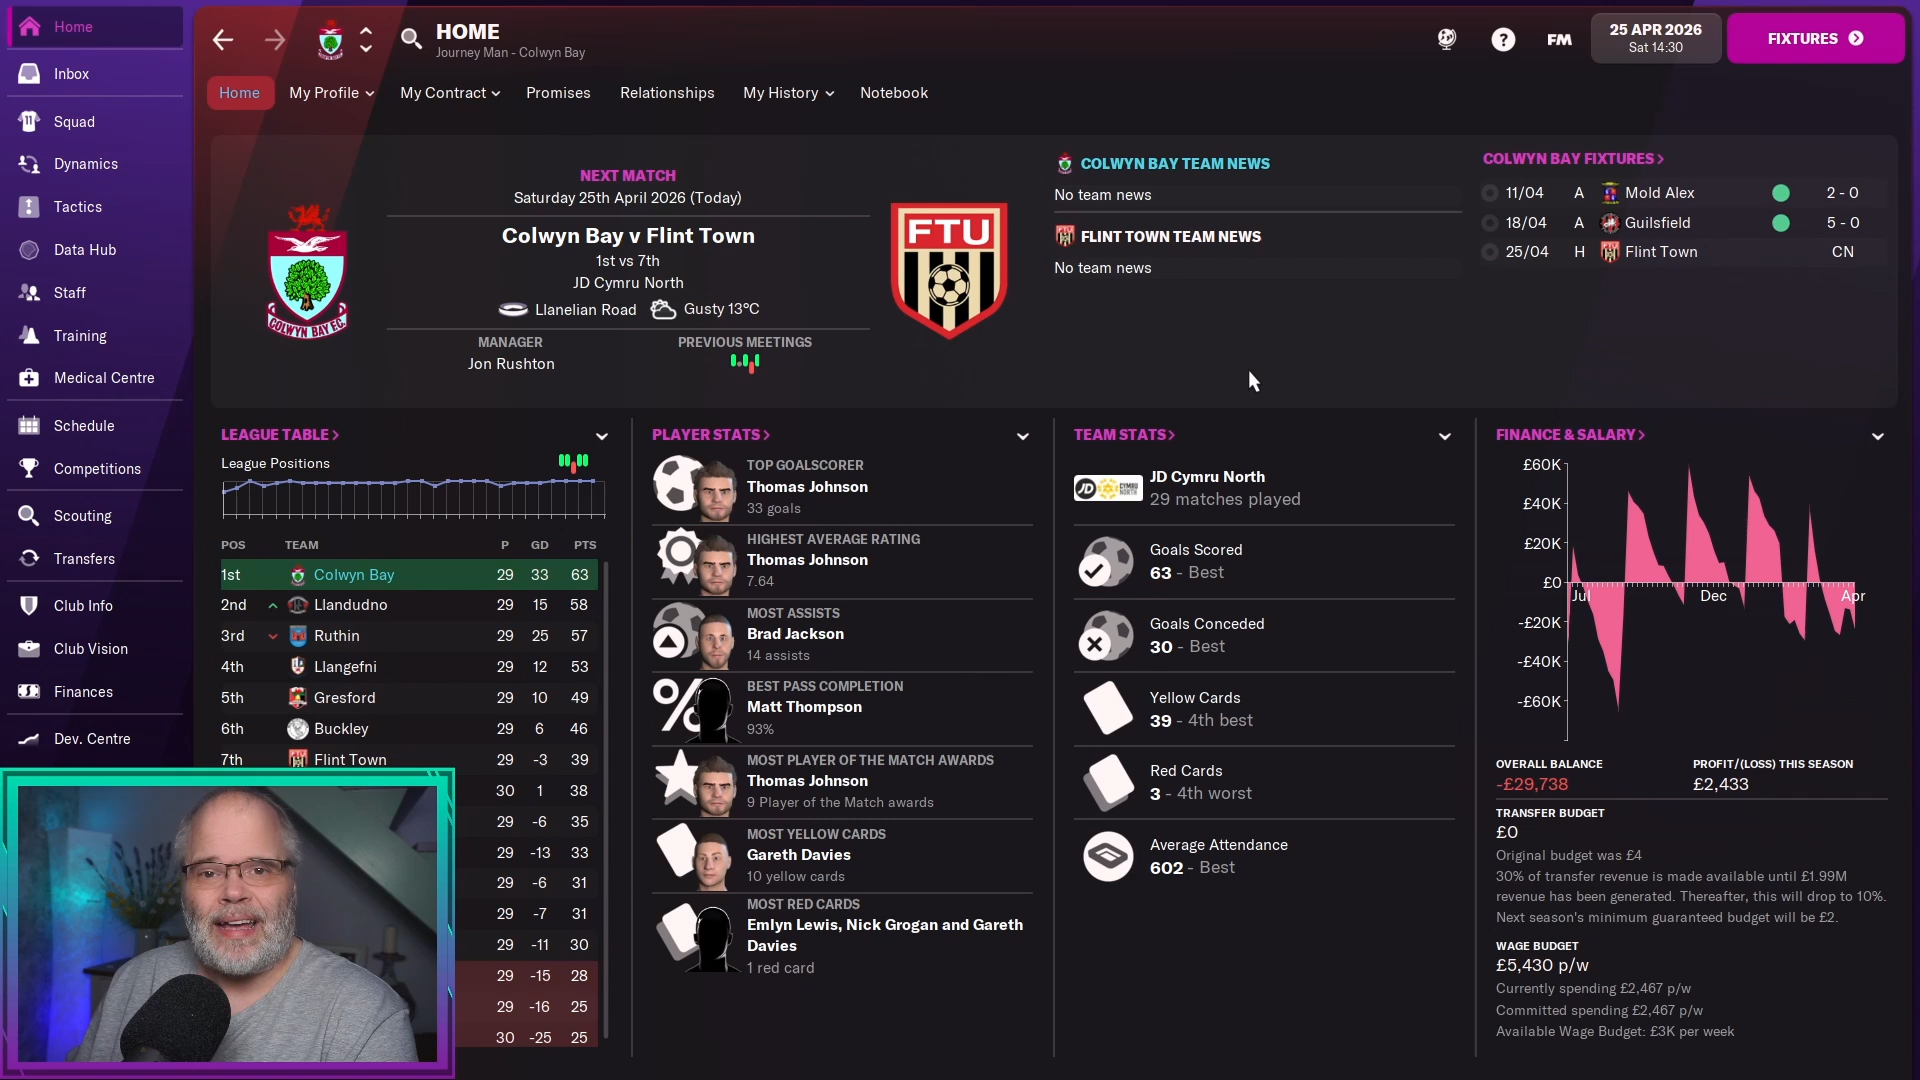 Home
Inbox
Squad
Dynamics
Tactics
Data Hub
Staff
Training
Medical Centre
Schedule
Competitions
Scouting
Transfers
Club Info
Club Vision
Finances
Dev. Centre
HOME
Journey Man - Colwyn Bay
FM
25 APR 2026
Sat 14:30
FIXTURES
Home My Profile My Contract Promises Relationships My History Notebook
COLWYN BAY F.C.
NEXT MATCH
Saturday 25th April 2026 (Today)
Colwyn Bay v Flint Town
1st vs 7th
JD Cymru North
Llanelian Road Gusty 13°C
MANAGER
Jon Rushton
PREVIOUS MEETINGS
FTU
COLWYN BAY TEAM NEWS
No team news
FLINT TOWN TEAM NEWS
No team news
COLWYN BAY FIXTURES >
11/04 A Mold Alex 2 - 0
18/04 A Guilsfield 5 - 0
25/04 H Flint Town CN
LEAGUE TABLE >
League Positions
POS TEAM P GD PTS
1st Colwyn Bay 29 33 63
2nd Llandudno 29 15 58
3rd Ruthin 29 25 57
4th Llangefni 29 12 53
5th Gresford 29 10 49
6th Buckley 29 6 46
7th Flint Town 29 -3 39
30 1 38
29 -6 35
29 -13 33
29 -6 31
29 -7 31
29 -11 30
29 -15 28
29 -16 25
30 -25 25
PLAYER STATS >
TOP GOALSCORER
Thomas Johnson
33 goals
HIGHEST AVERAGE RATING
Thomas Johnson
7.64
MOST ASSISTS
Brad Jackson
14 assists
BEST PASS COMPLETION
Matt Thompson
93%
MOST PLAYER OF THE MATCH AWARDS
Thomas Johnson
9 Player of the Match awards
MOST YELLOW CARDS
Gareth Davies
10 yellow cards
MOST RED CARDS
Emlyn Lewis, Nick Grogan and Gareth
Davies
1 red card
TEAM STATS >
JD CYMRU NORTH
JD Cymru North
29 matches played
Goals Scored
63 - Best
Goals Conceded
30 - Best
Yellow Cards
39 - 4th best
Red Cards
3 - 4th worst
Average Attendance
602 - Best
FINANCE & SALARY >
£60K
£40K
£20K
£0
-£20K
-£40K
-£60K
Jul Dec Apr
OVERALL BALANCE
-£29,738
PROFIT/(LOSS) THIS SEASON
£2,433
TRANSFER BUDGET
£0
Original budget was £4
30% of transfer revenue is made available until £1.99M
revenue has been generated. Thereafter, this will drop to 10%.
Next season's minimum guaranteed budget will be £2.
WAGE BUDGET
£5,430 p/w
Currently spending £2,467 p/w
Committed spending £2,467 p/w
Available Wage Budget: £3K per week